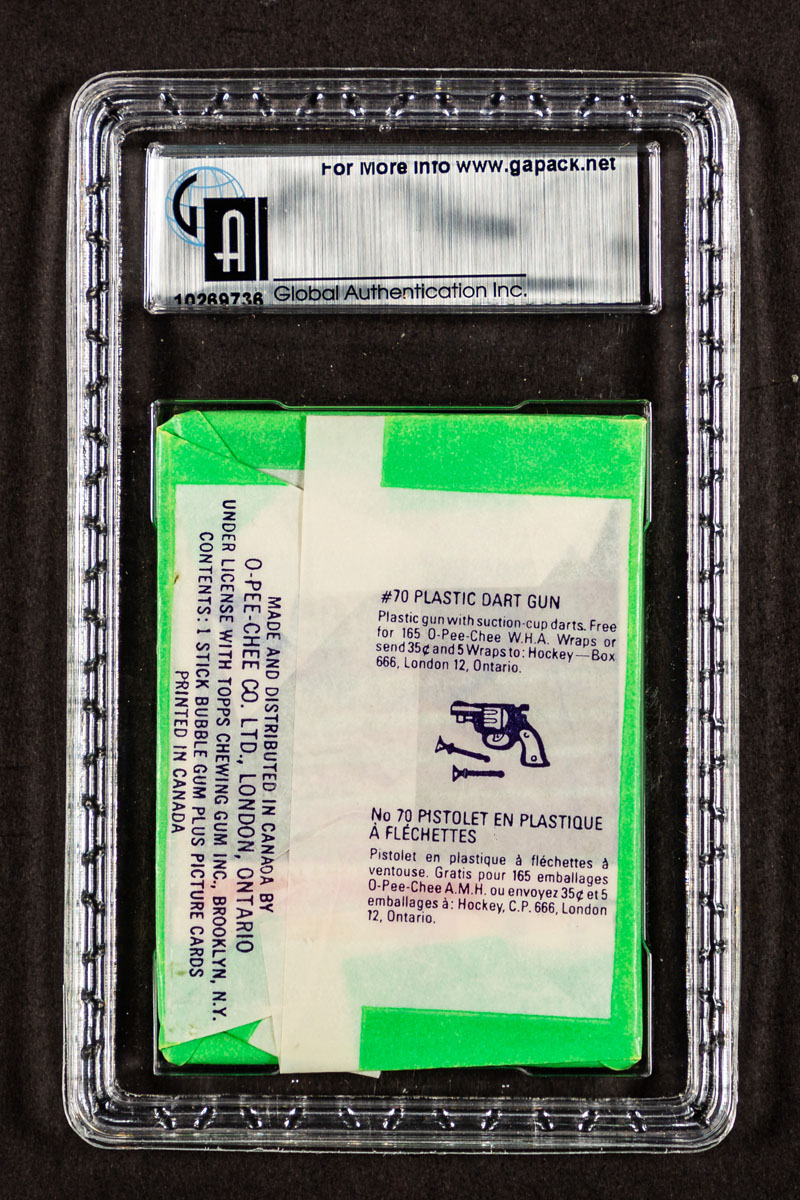 For More Info www.gapack.net
GAI
10269736 Global Authentication Inc.
MADE AND DISTRIBUTED IN CANADA BY
O-PEE-CHEE CO. LTD., LONDON, ONTARIO
UNDER LICENSE WITH TOPPS CHEWING GUM INC., BROOKLYN, N.Y.
CONTENTS: 1 STICK BUBBLE GUM PLUS PICTURE CARDS
PRINTED IN CANADA
#70 PLASTIC DART GUN
Plastic gun with suction-cup darts. Free
for 165 O-Pee-Chee W.H.A. Wraps or
send 35¢ and 5 Wraps to: Hockey—Box
666, London 12, Ontario.
No 70 PISTOLET EN PLASTIQUE
À FLÉCHETTES
Pistolet en plastique à fléchettes à
ventouse. Gratis pour 165 emballages
O-Pee-Chee A.M.H. ou envoyez 35¢ et 5
emballages à: Hockey, C.P. 666, London
12, Ontario.